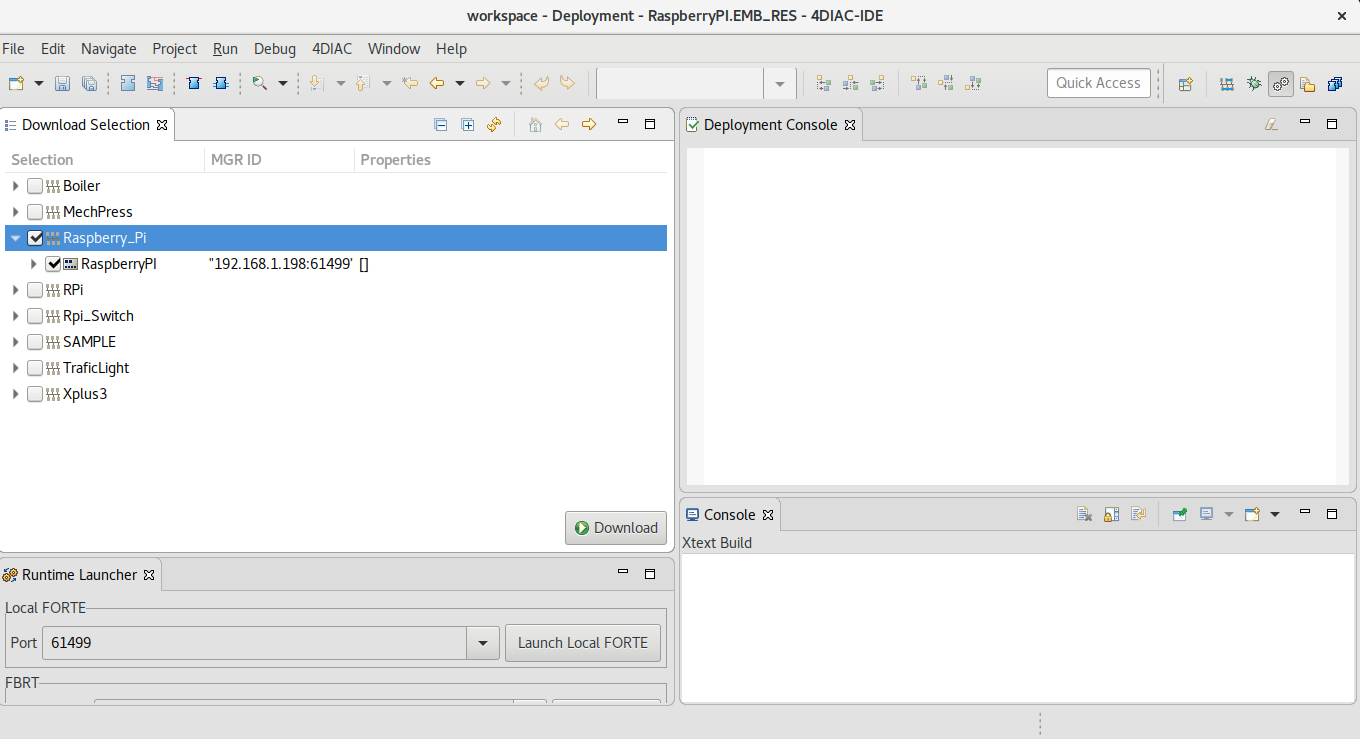 workspace - Deployment - RaspberryPI.EMB_RES - 4DIAC-IDE
File Edit Navigate Project Run Debug 4DIAC Window Help
Quick Access
Download Selection
Selection MGR ID Properties
Boiler
MechPress
Raspberry_Pi
RaspberryPI "192.168.1.198:61499' []
RPi
Rpi_Switch
SAMPLE
TraficLight
Xplus3
Download
Runtime Launcher
Local FORTE
Port 61499 Launch Local FORTE
FBRT
Deployment Console
Console
Xtext Build